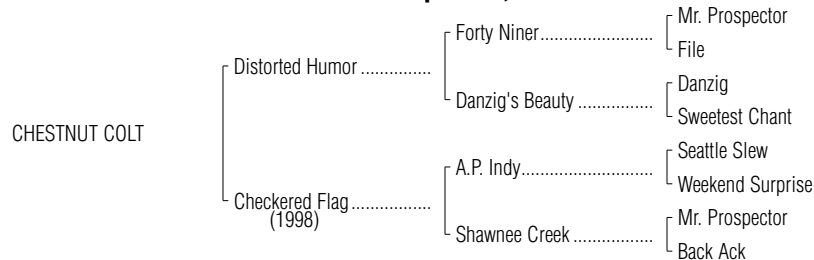 Mr. Prospector
Forty Niner
File
Distorted Humor
Danzig
Danzig's Beauty
Sweetest Chant
CHESTNUT COLT
Seattle Slew
A.P. Indy
Weekend Surprise
Checkered Flag
(1998)
Mr. Prospector
Shawnee Creek
Back Ack